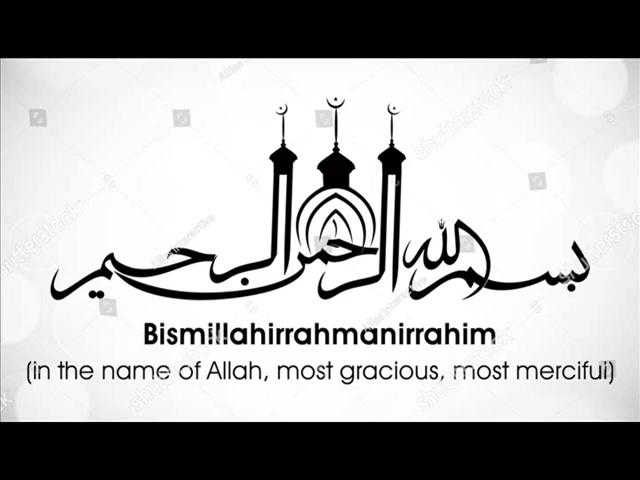 بسم الله الرحمن الرحيم
Bismillahirrahmanirrahim
(in the name of Allah, most gracious, most merciful)